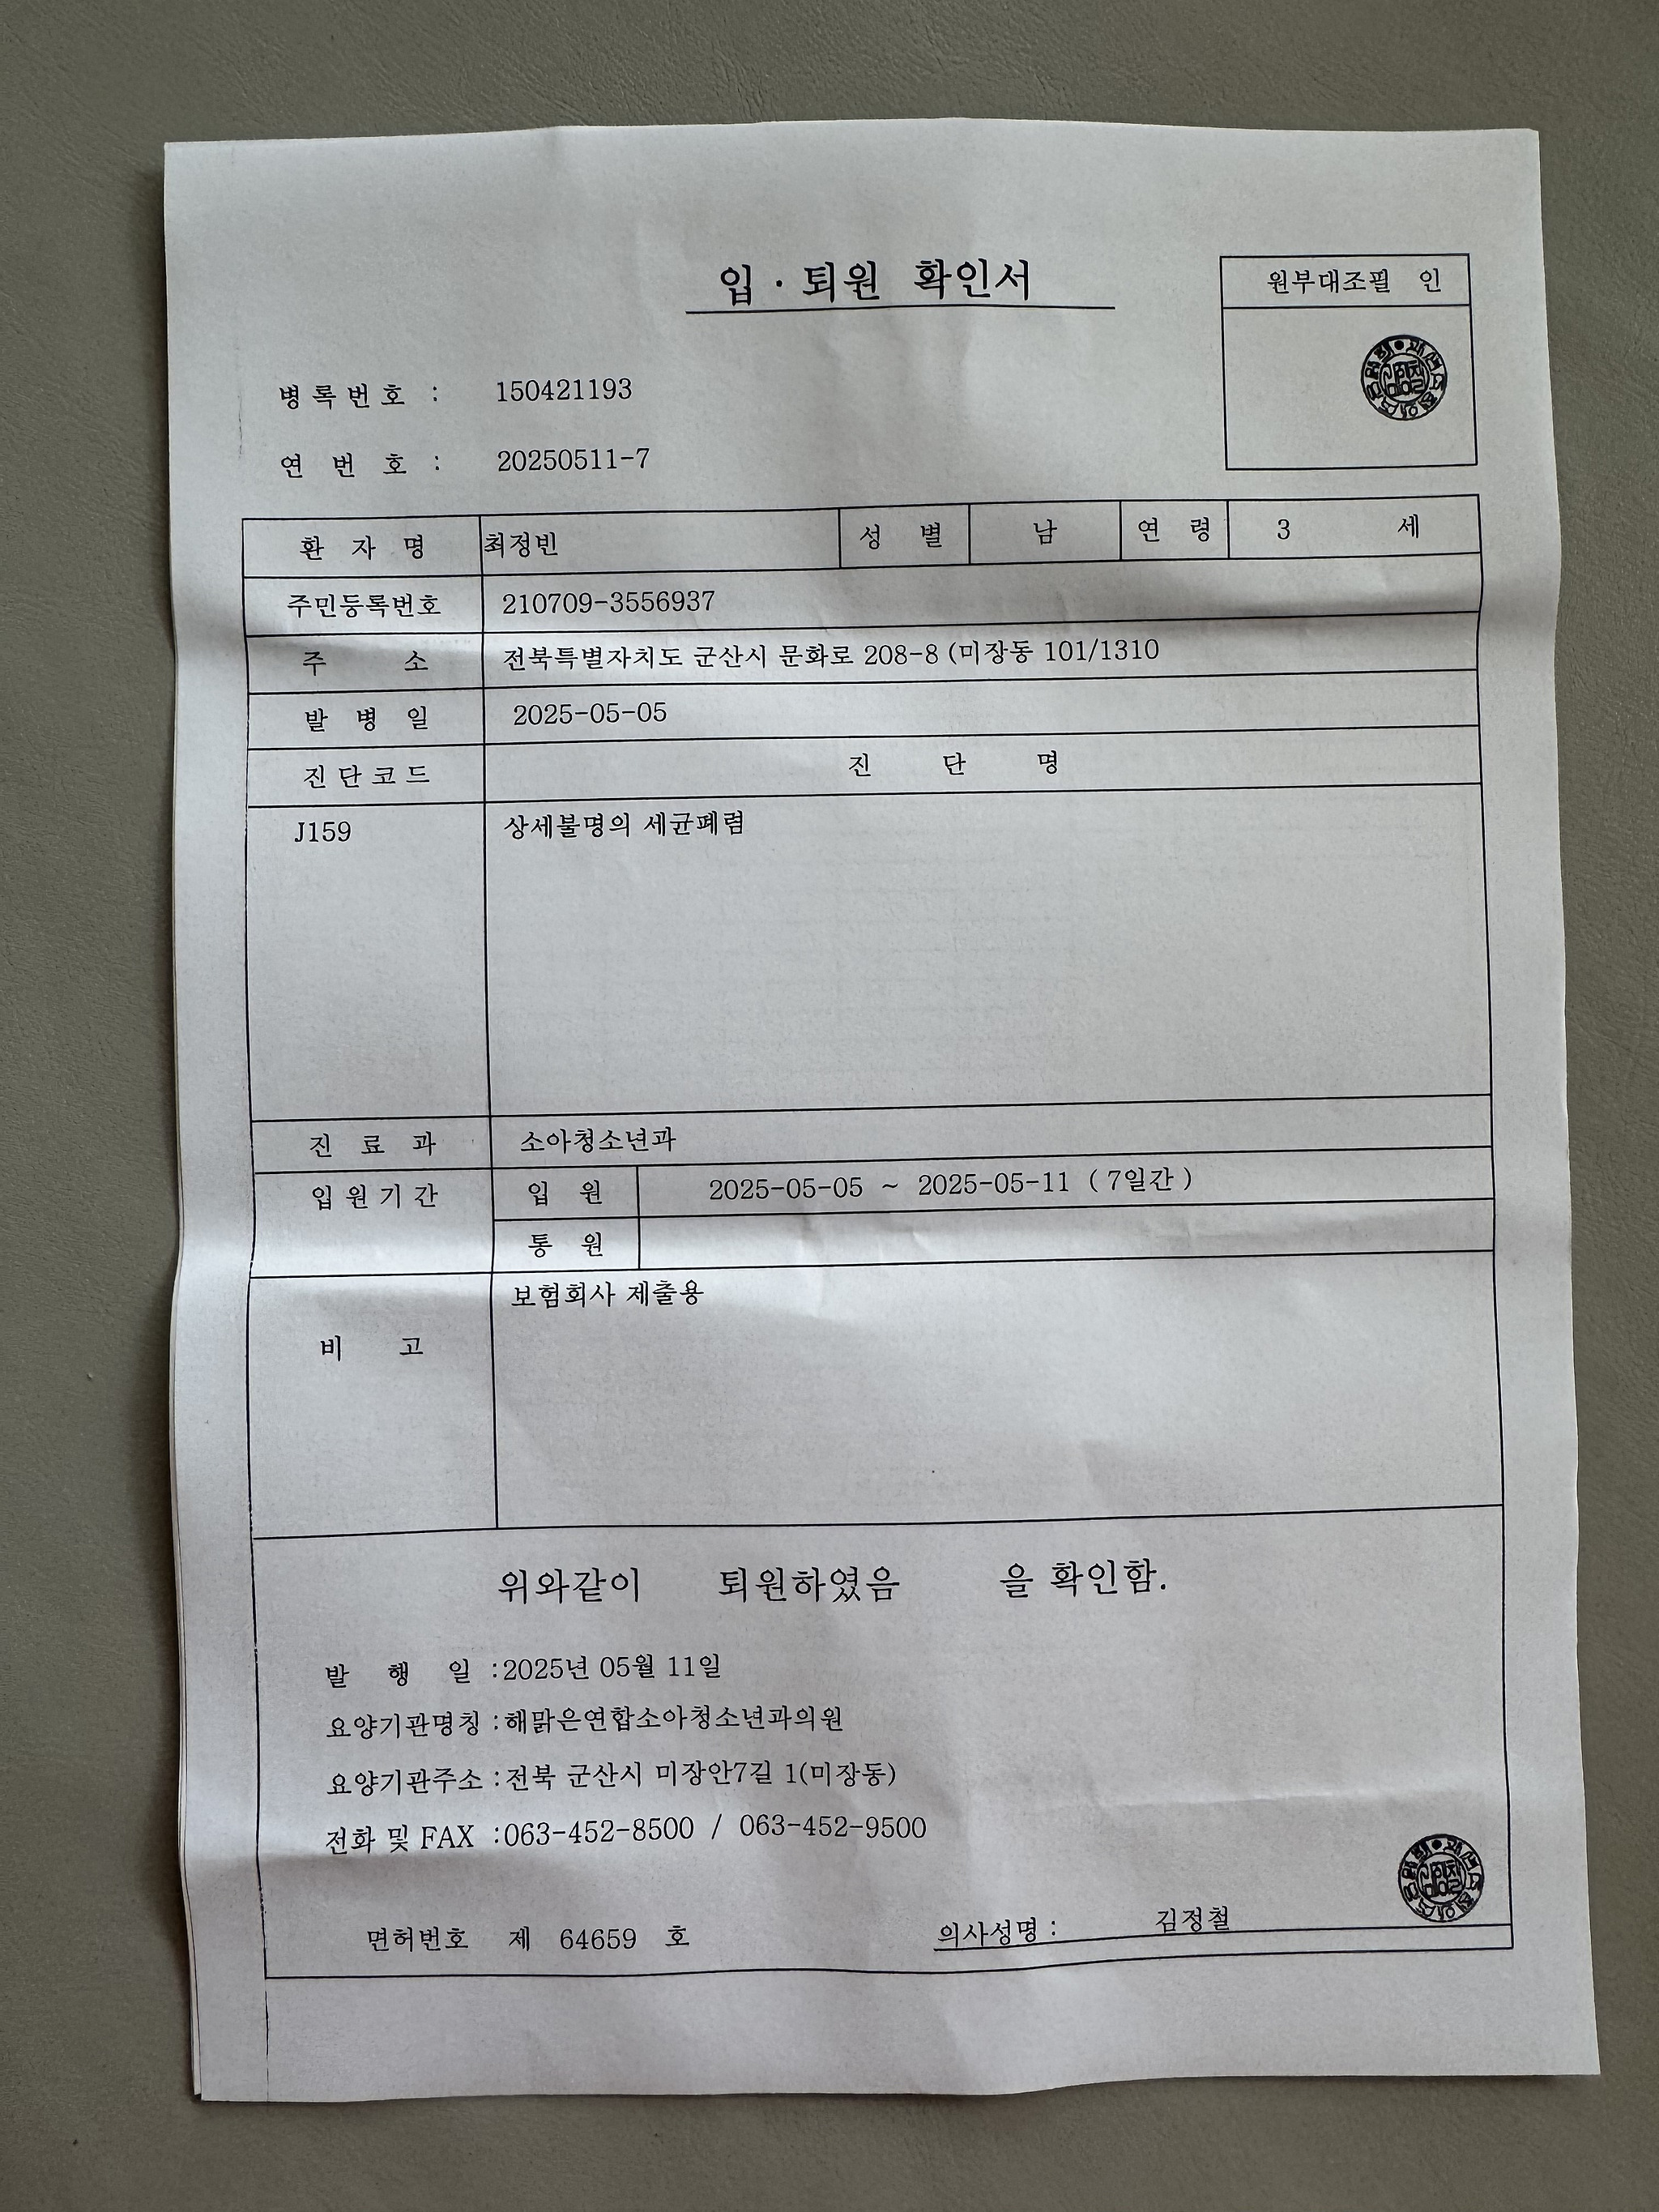 입·퇴원 확인서
원부대조필 인
병록번호 : 150421193
연 번 호 : 20250511-7
환 자 명 최정빈 성 별 남 연 령 3 세
주민등록번호 210709-3556937
주 소 전북특별자치도 군산시 문화로 208-8 (미장동 101/1310
발 병 일 2025-05-05
진단코드 진 단 명
J159 상세불명의 세균폐렴
진 료 과 소아청소년과
입원기간 입 원 2025-05-05 ~ 2025-05-11 ( 7일간 )
통 원
비 고 보험회사 제출용
위와같이 퇴원하였음 을 확인함.
발 행 일 :2025년 05월 11일
요양기관명칭 :해맑은연합소아청소년과의원
요양기관주소 :전북 군산시 미장안7길 1(미장동)
전화 및 FAX :063-452-8500 / 063-452-9500
면허번호 제 64659 호 의사성명 : 김정철